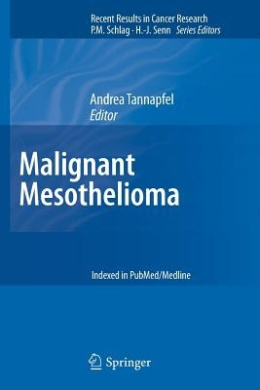 Recent Results in Cancer Research
P.M. Schlag · H.-J. Senn Series Editors
Andrea Tannapfel
Editor
Malignant
Mesothelioma
Indexed in PubMed/Medline
Springer